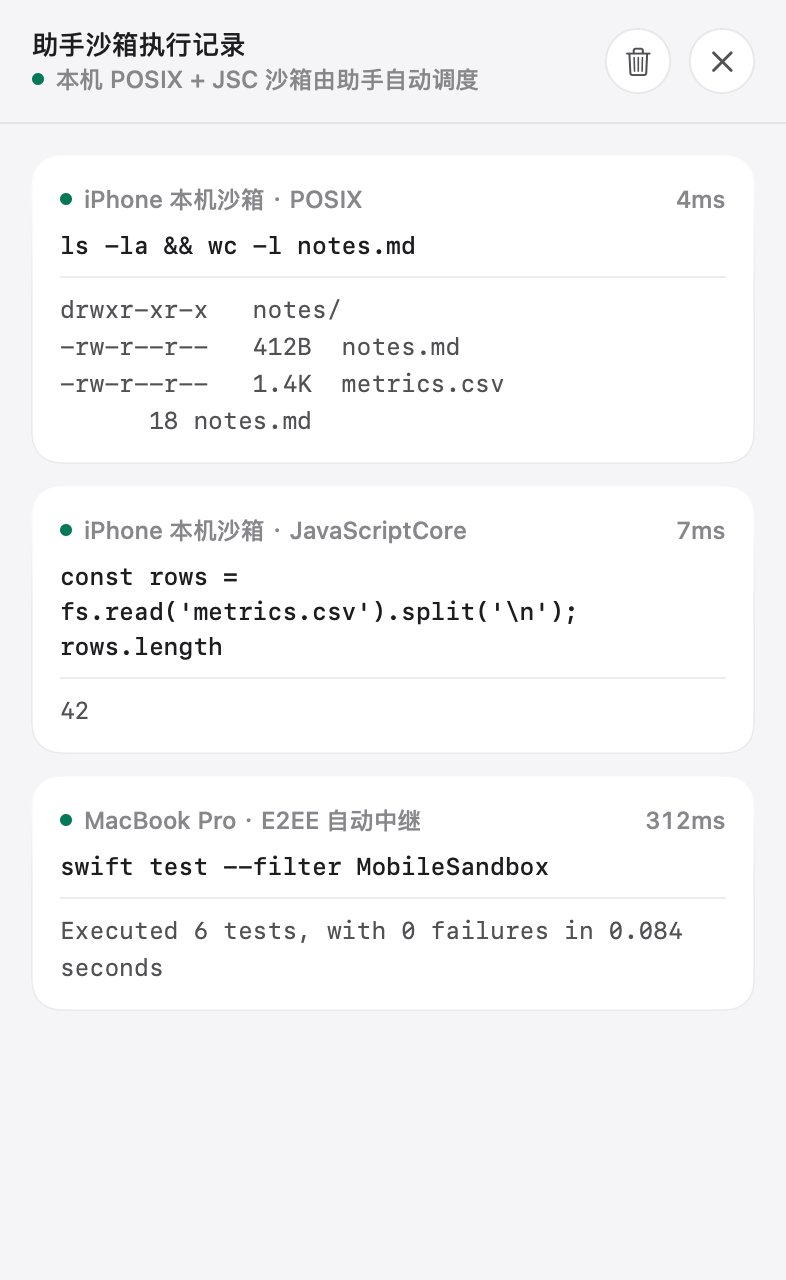 助手沙箱执行记录
本机 POSIX + JSC 沙箱由助手自动调度
iPhone 本机沙箱 · POSIX 4ms
ls -la && wc -l notes.md
drwxr-xr-x   notes/
-rw-r--r--   412B  notes.md
-rw-r--r--   1.4K  metrics.csv
      18 notes.md
iPhone 本机沙箱 · JavaScriptCore 7ms
const rows =
fs.read('metrics.csv').split('\n');
rows.length
42
MacBook Pro · E2EE 自动中继 312ms
swift test --filter MobileSandbox
Executed 6 tests, with 0 failures in 0.084
seconds